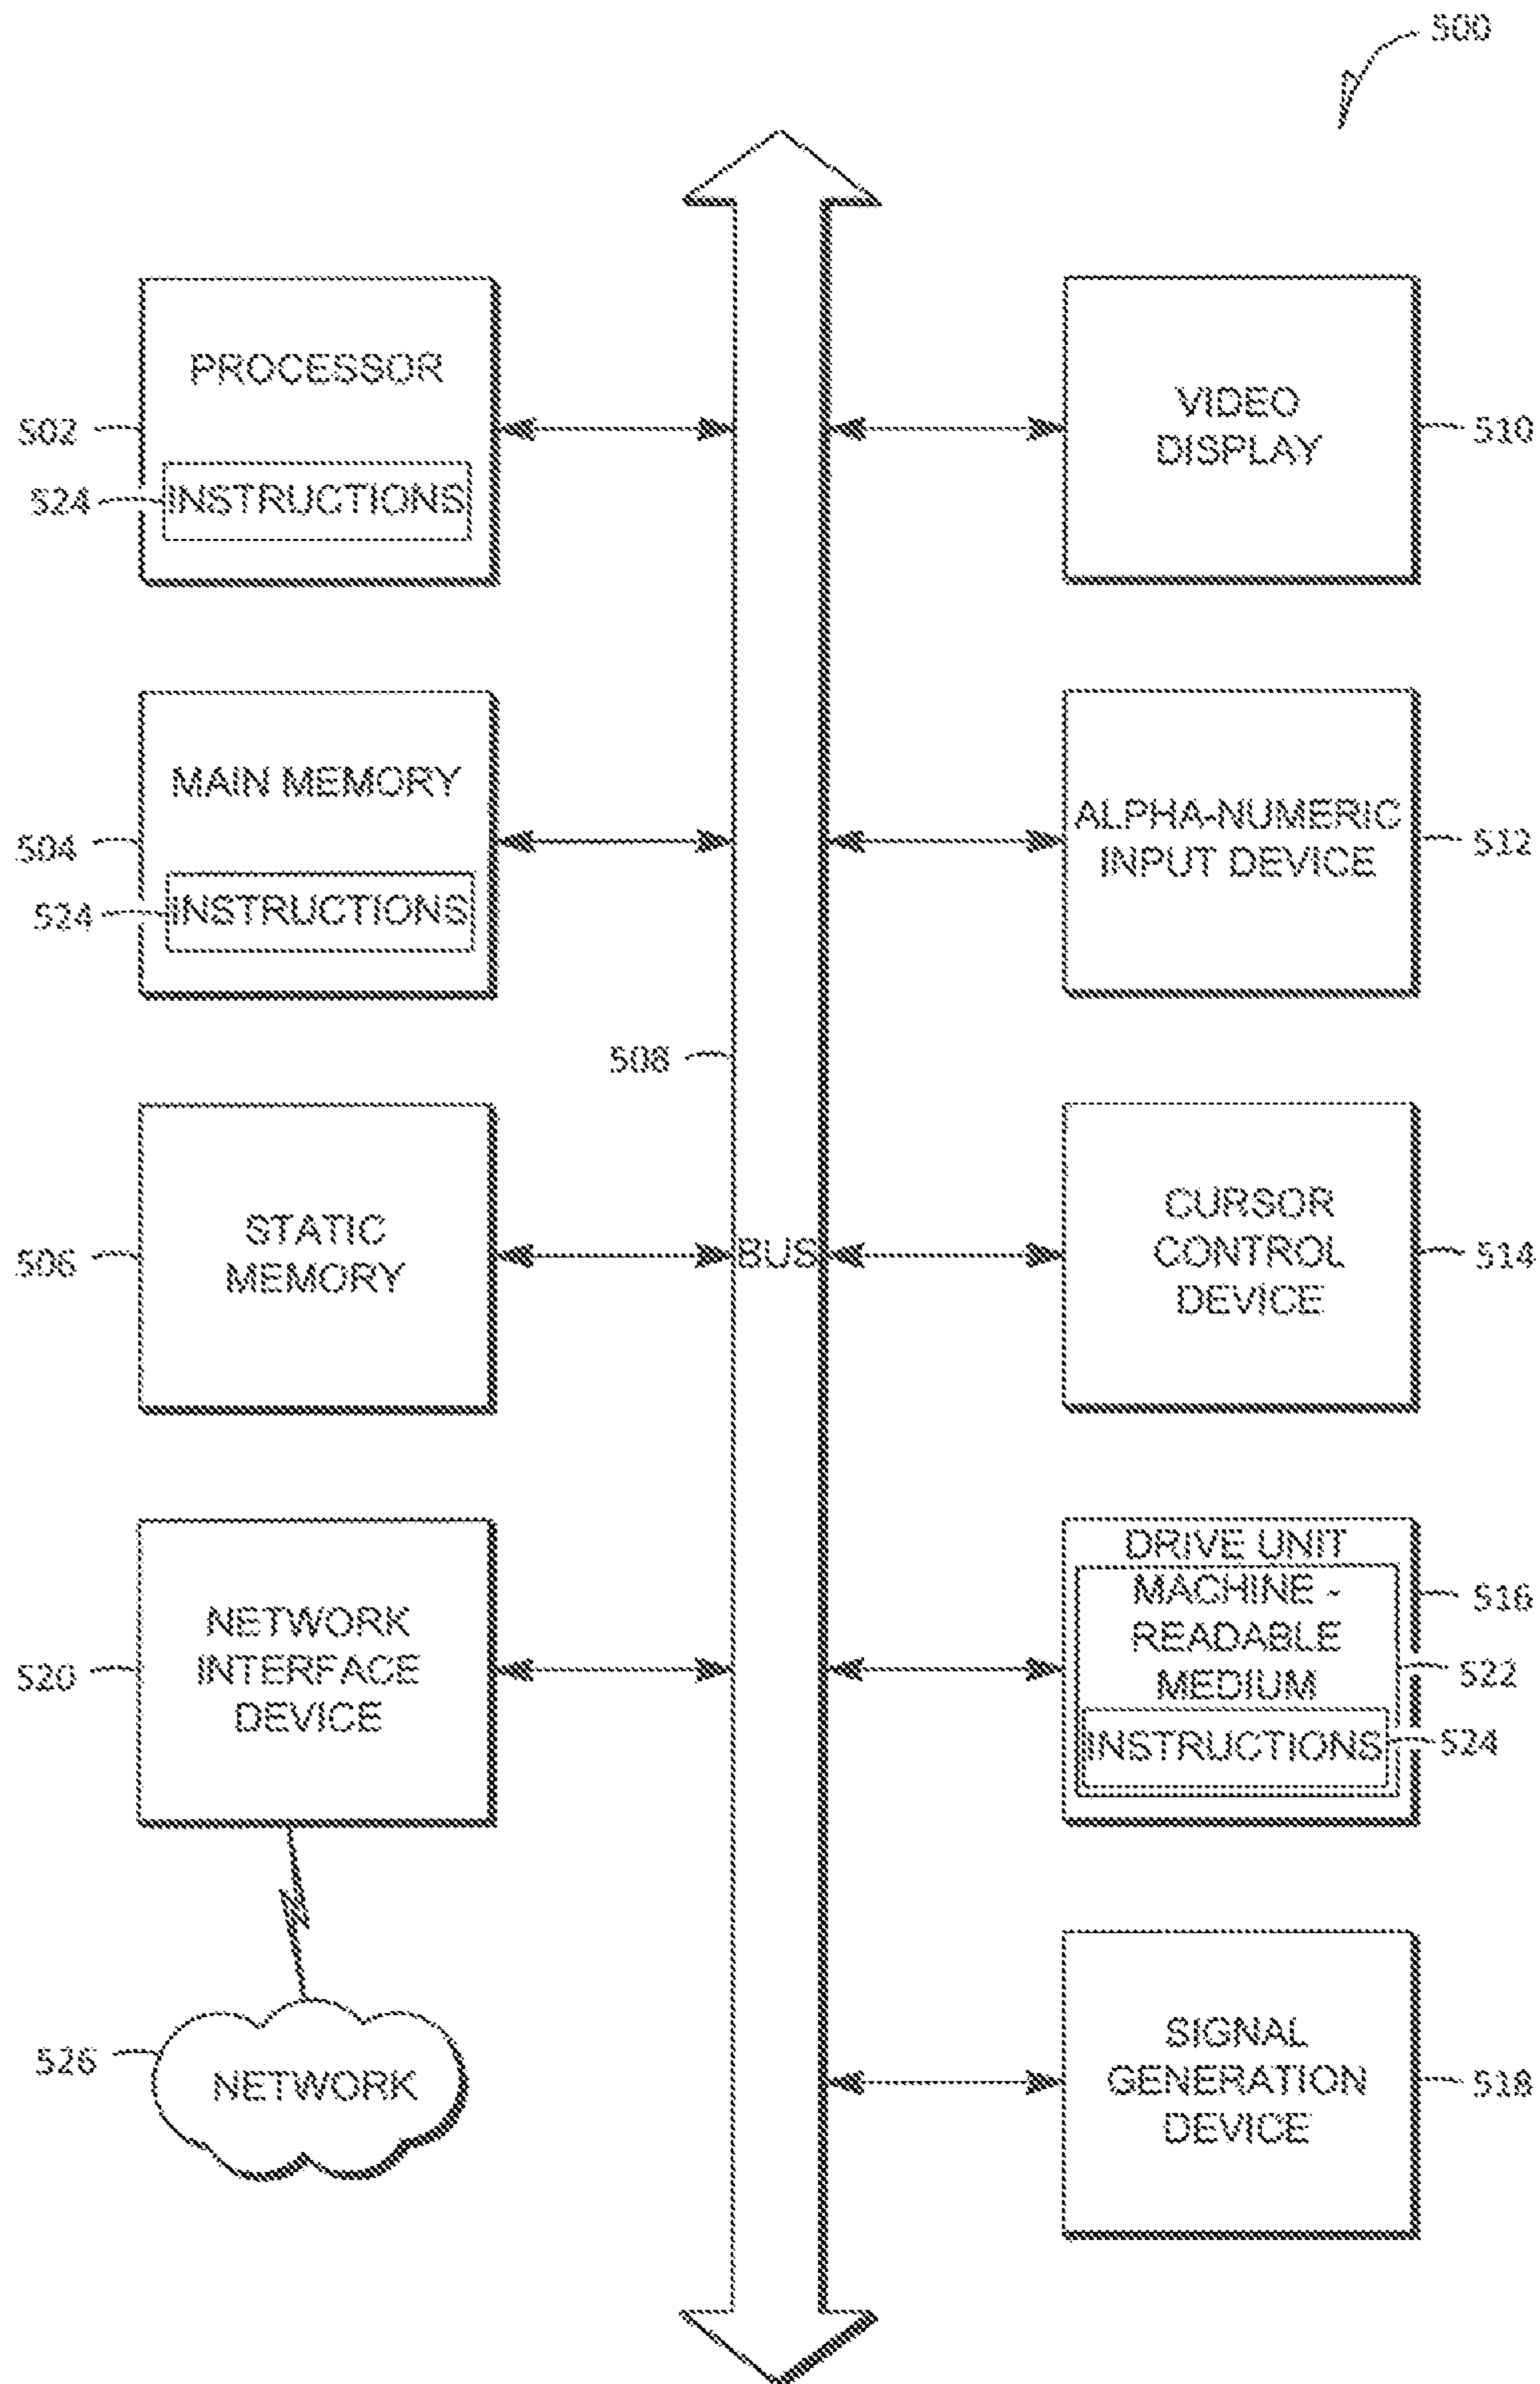 500
PROCESSOR
502
524
INSTRUCTIONS
VIDEO
DISPLAY
510
MAIN MEMORY
504
524
INSTRUCTIONS
ALPHA-NUMERIC
INPUT DEVICE
512
508
STATIC
MEMORY
506
BUS
CURSOR
CONTROL
DEVICE
514
NETWORK
INTERFACE
DEVICE
520
DRIVE UNIT
MACHINE -
READABLE
MEDIUM
516
522
INSTRUCTIONS
524
526
NETWORK
SIGNAL
GENERATION
DEVICE
518